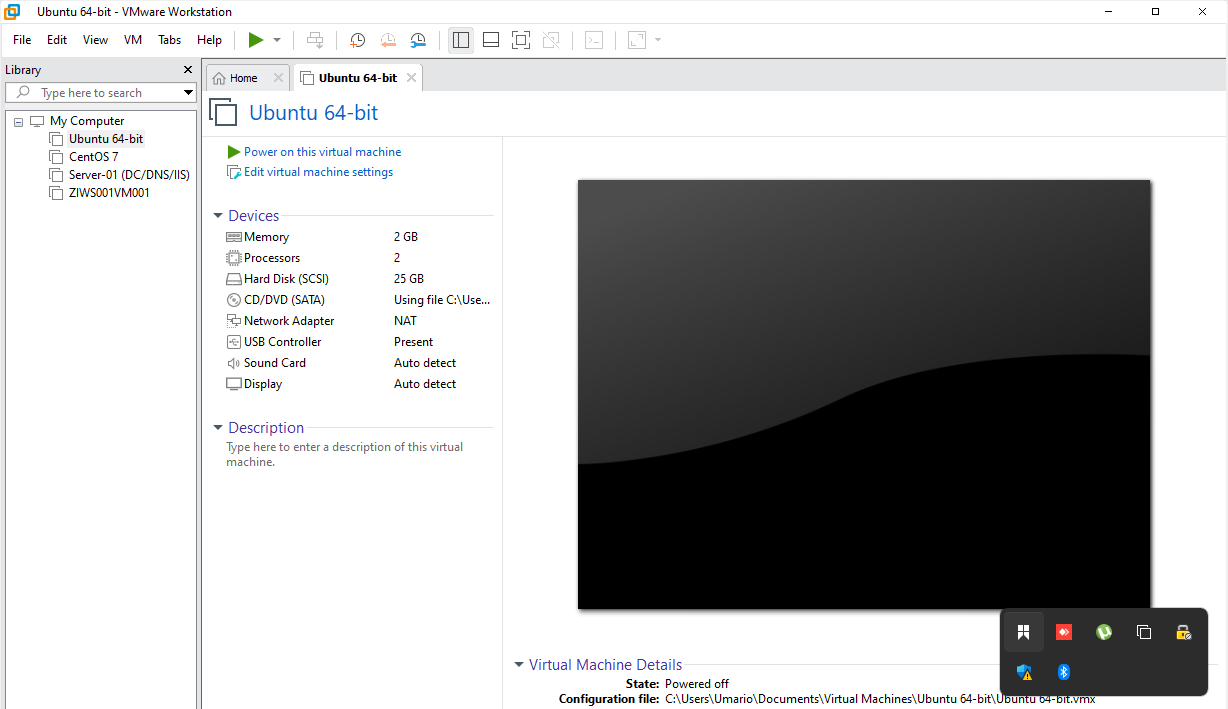 Ubuntu 64-bit - VMware Workstation
File Edit View VM Tabs Help
Library
Type here to search
My Computer
Ubuntu 64-bit
CentOS 7
Server-01 (DC/DNS/IIS)
ZIWS001VM001
Home
Ubuntu 64-bit
Ubuntu 64-bit
Power on this virtual machine
Edit virtual machine settings
Devices
Memory 2 GB
Processors 2
Hard Disk (SCSI) 25 GB
CD/DVD (SATA) Using file C:\Use...
Network Adapter NAT
USB Controller Present
Sound Card Auto detect
Display Auto detect
Description
Type here to enter a description of this virtual
machine.
Virtual Machine Details
State: Powered off
Configuration file: C:\Users\Umario\Documents\Virtual Machines\Ubuntu 64-bit\Ubuntu 64-bit.vmx